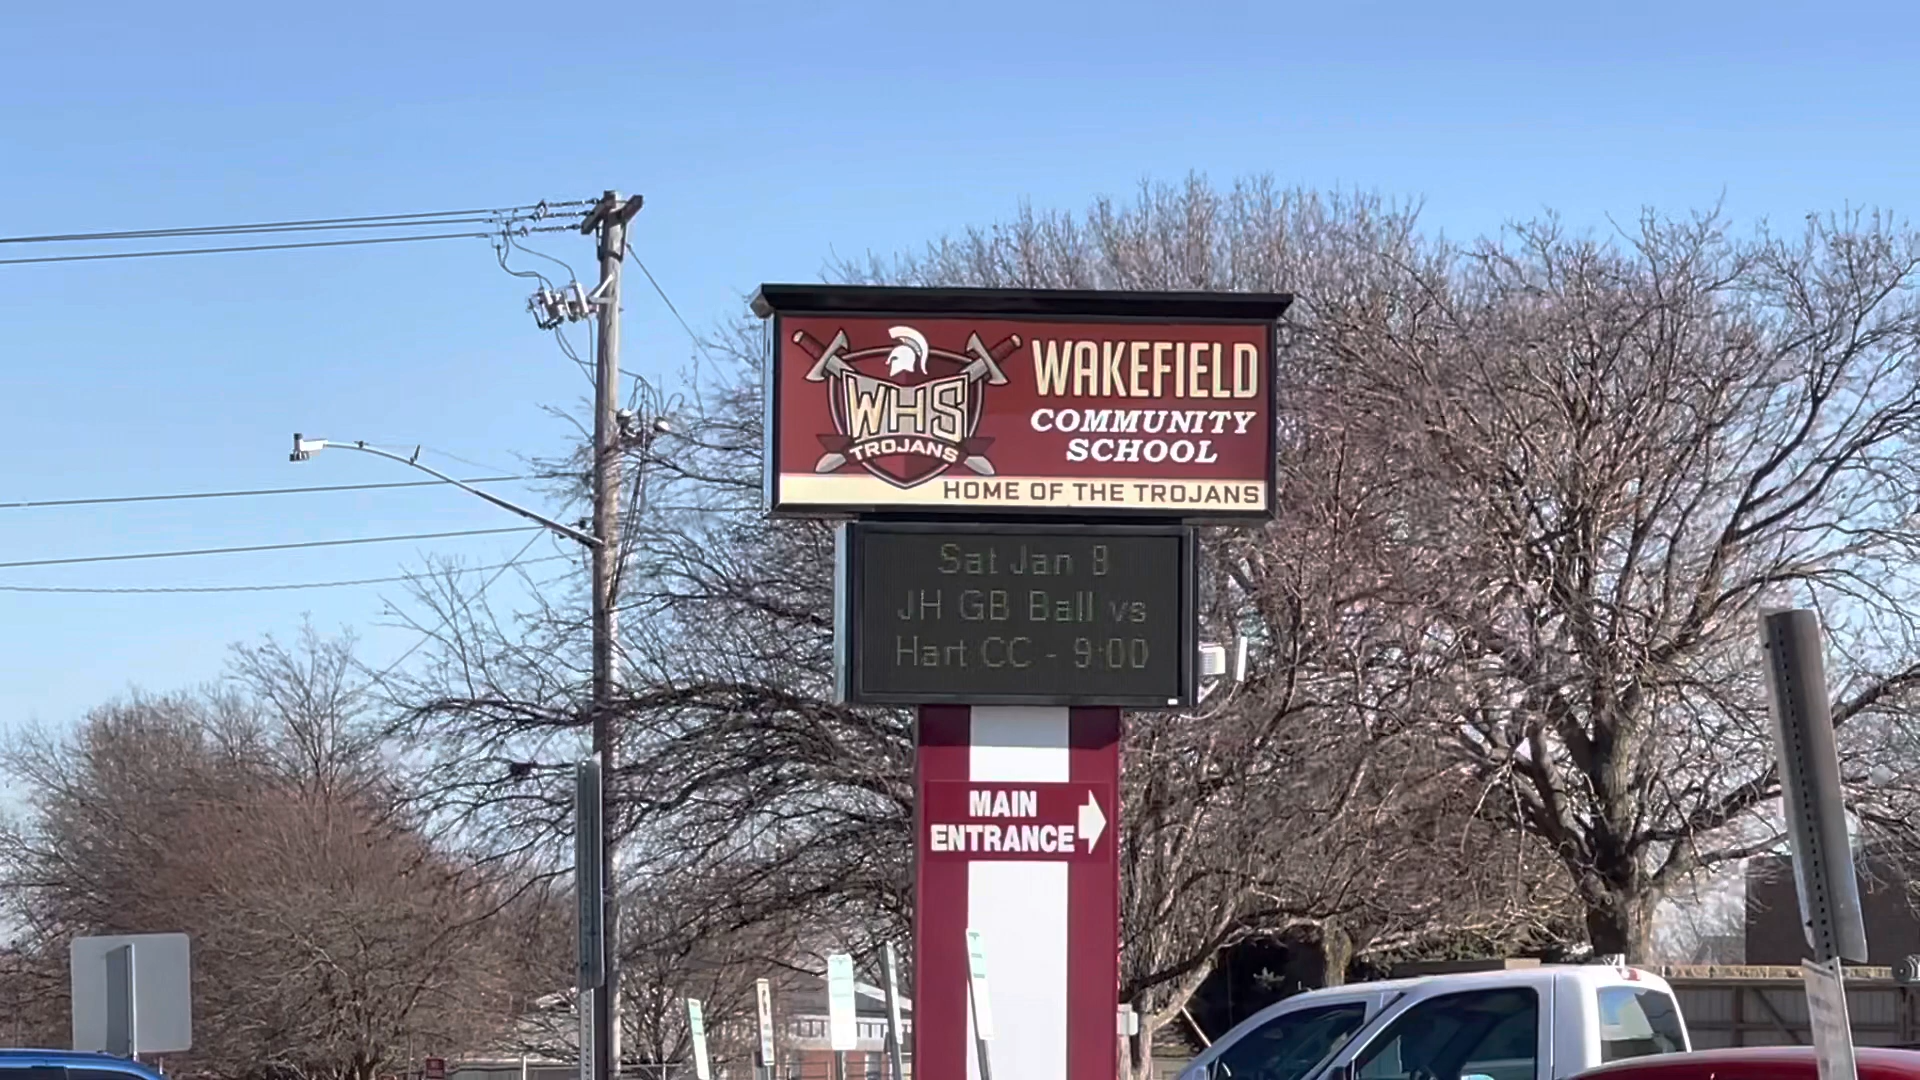 WHS
TROJANS
WAKEFIELD
COMMUNITY
SCHOOL
HOME OF THE TROJANS
Sat Jan 8
JH GB Ball vs
Hart CC - 9:00
MAIN
ENTRANCE